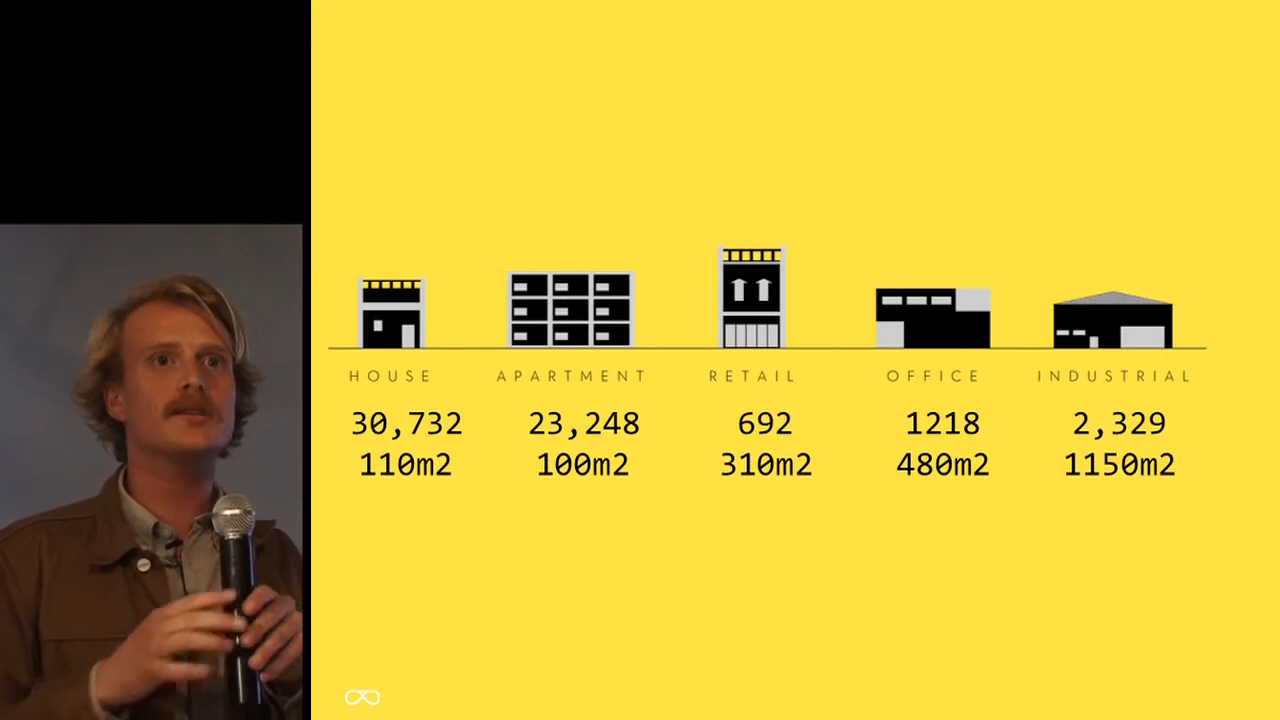 HOUSE APARTMENT RETAIL OFFICE INDUSTRIAL
30,732 23,248 692 1218 2,329
110m2 100m2 310m2 480m2 1150m2